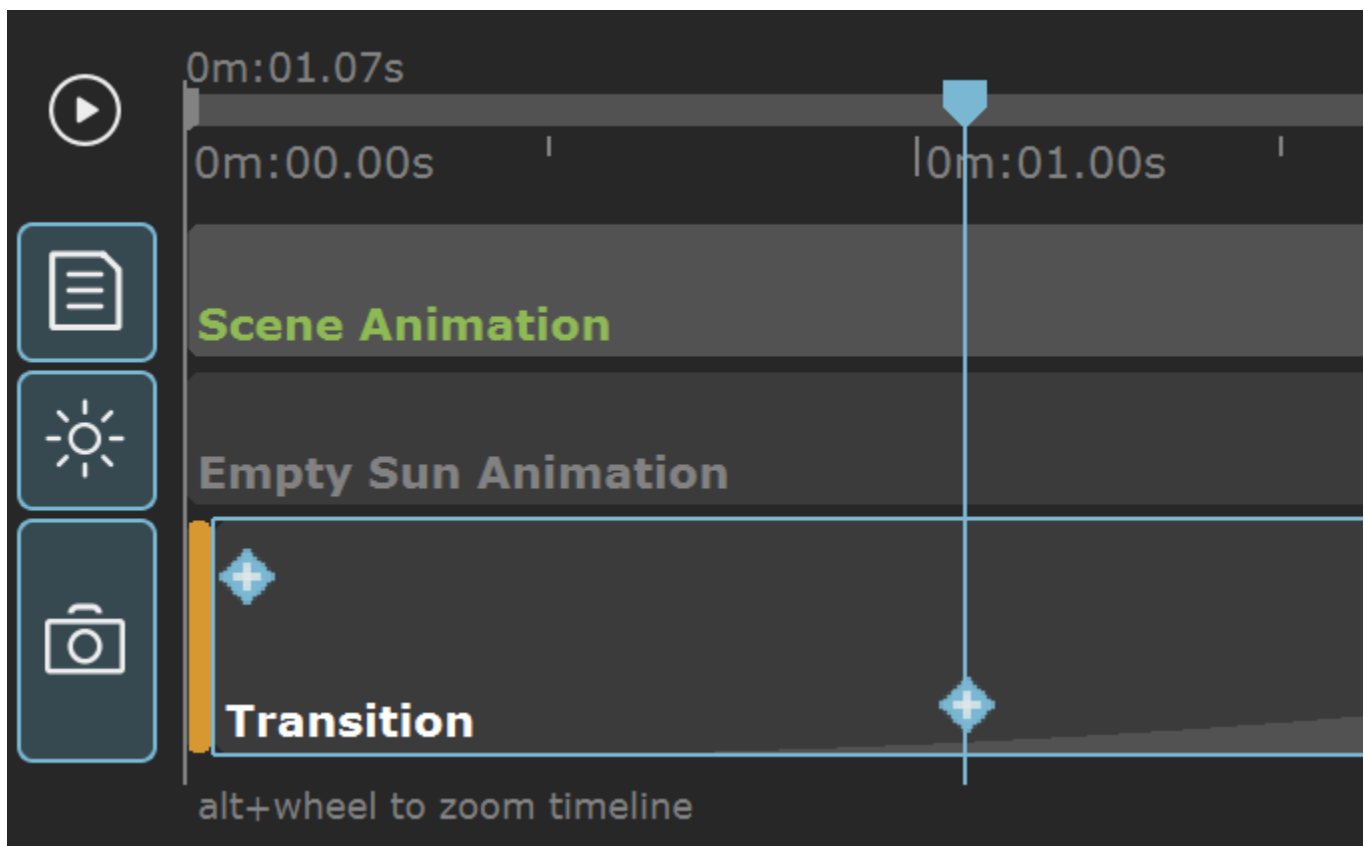 0m:01.07s
0m:00.00s 0m:01.00s
Scene Animation
Empty Sun Animation
Transition
alt+wheel to zoom timeline